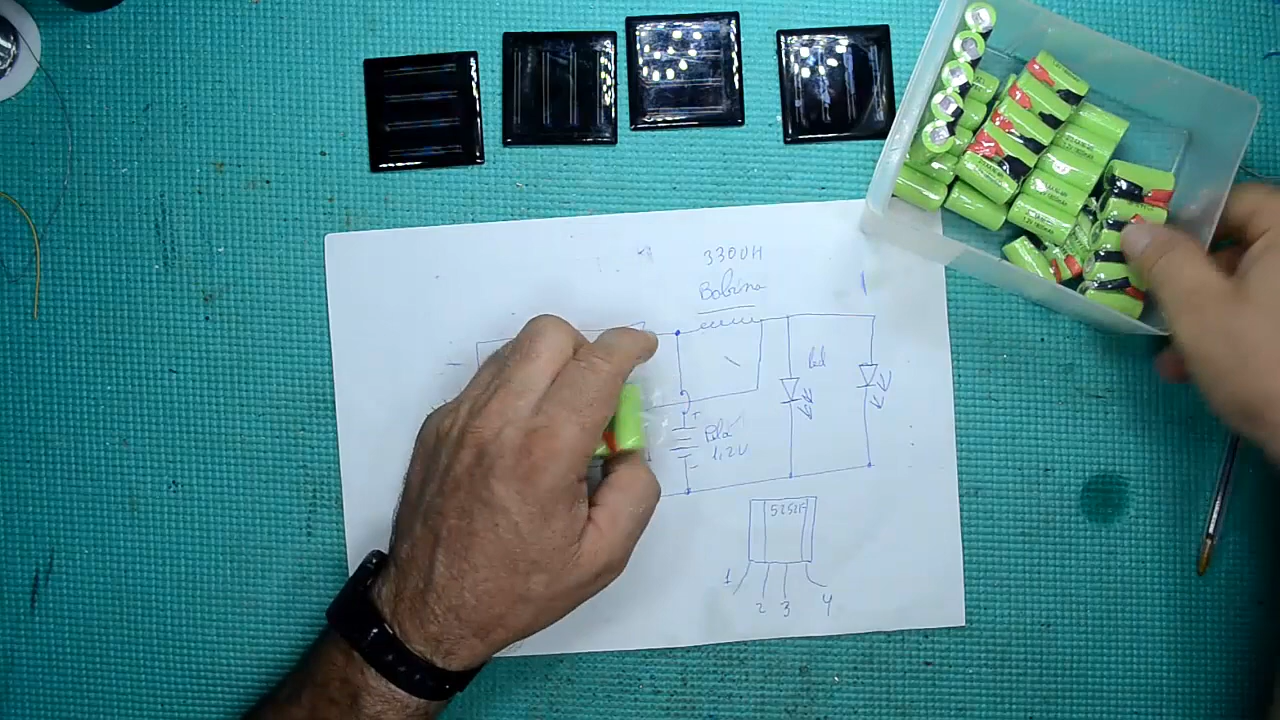 330UH
Bobina
led
Pila
1,2V
+
-
5252F
1
2 3 4